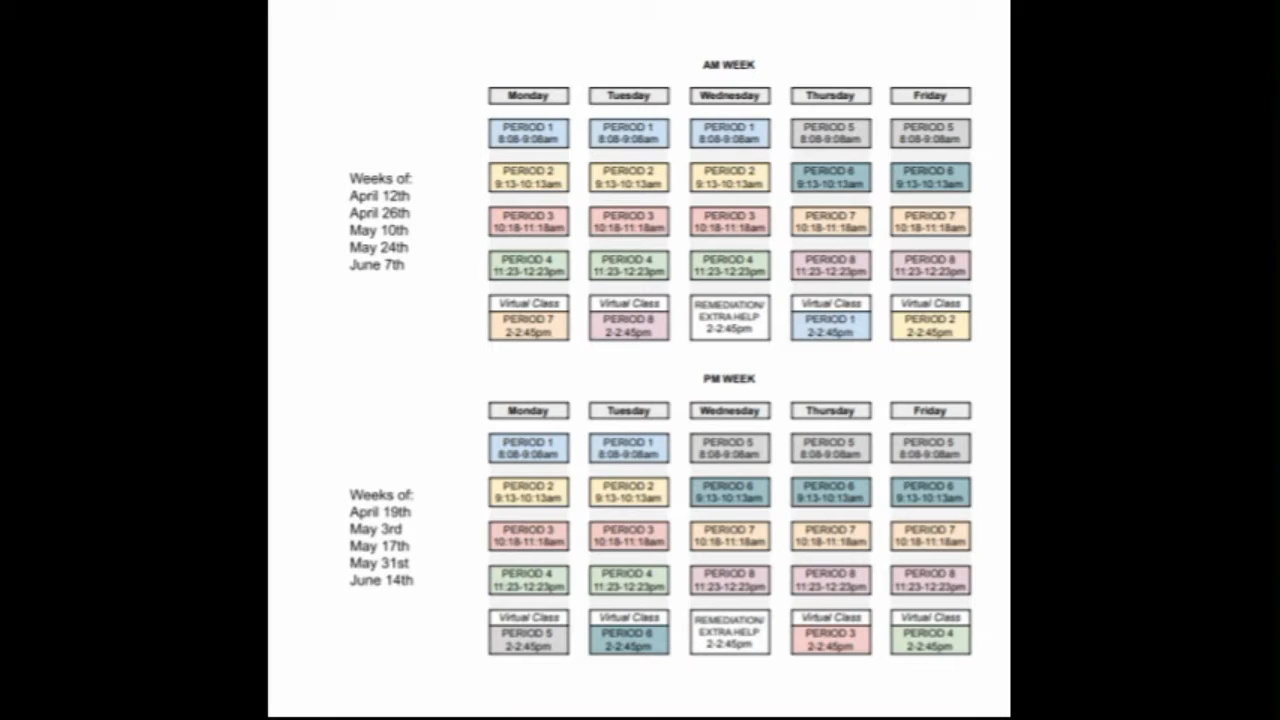 AM WEEK
Monday Tuesday Wednesday Thursday Friday
PERIOD 1 PERIOD 1 PERIOD 1 PERIOD 5 PERIOD 5
8:08-9:08am 8:08-9:08am 8:08-9:08am 8:08-9:08am 8:08-9:08am
PERIOD 2 PERIOD 2 PERIOD 2 PERIOD 6 PERIOD 6
9:13-10:13am 9:13-10:13am 9:13-10:13am 9:13-10:13am 9:13-10:13am
PERIOD 3 PERIOD 3 PERIOD 3 PERIOD 7 PERIOD 7
10:18-11:18am 10:18-11:18am 10:18-11:18am 10:18-11:18am 10:18-11:18am
PERIOD 4 PERIOD 4 PERIOD 4 PERIOD 8 PERIOD 8
11:23-12:23pm 11:23-12:23pm 11:23-12:23pm 11:23-12:23pm 11:23-12:23pm
Virtual Class Virtual Class REMEDIATION/ Virtual Class Virtual Class
PERIOD 7 PERIOD 8 EXTRA HELP PERIOD 1 PERIOD 2
2-2:45pm 2-2:45pm 2-2:45pm 2-2:45pm 2-2:45pm
Weeks of:
April 12th
April 26th
May 10th
May 24th
June 7th
PM WEEK
Monday Tuesday Wednesday Thursday Friday
PERIOD 1 PERIOD 1 PERIOD 5 PERIOD 5 PERIOD 5
8:08-9:08am 8:08-9:08am 8:08-9:08am 8:08-9:08am 8:08-9:08am
PERIOD 2 PERIOD 2 PERIOD 6 PERIOD 6 PERIOD 6
9:13-10:13am 9:13-10:13am 9:13-10:13am 9:13-10:13am 9:13-10:13am
PERIOD 3 PERIOD 3 PERIOD 7 PERIOD 7 PERIOD 7
10:18-11:18am 10:18-11:18am 10:18-11:18am 10:18-11:18am 10:18-11:18am
PERIOD 4 PERIOD 4 PERIOD 8 PERIOD 8 PERIOD 8
11:23-12:23pm 11:23-12:23pm 11:23-12:23pm 11:23-12:23pm 11:23-12:23pm
Virtual Class Virtual Class REMEDIATION/ Virtual Class Virtual Class
PERIOD 5 PERIOD 6 EXTRA HELP PERIOD 3 PERIOD 4
2-2:45pm 2-2:45pm 2-2:45pm 2-2:45pm 2-2:45pm
Weeks of:
April 19th
May 3rd
May 17th
May 31st
June 14th